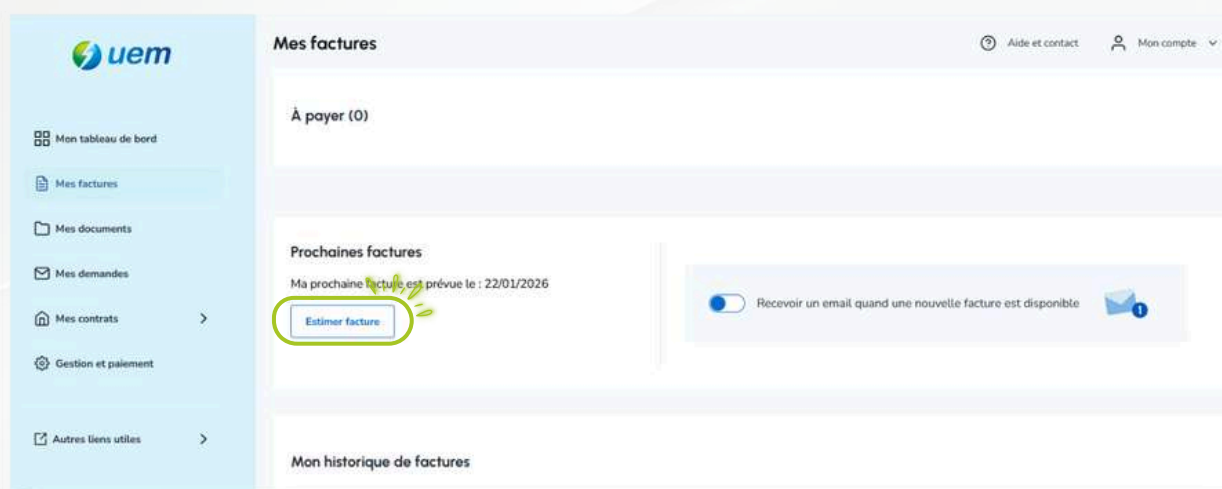 uem
Mes factures
Aide et contact
Mon compte
À payer (0)
Mon tableau de bord
Mes factures
Mes documents
Mes demandes
Mes contrats
Gestion et paiement
Autres liens utiles
Prochaines factures
Ma prochaine facture est prévue le : 22/01/2026
Estimer facture
Recevoir un email quand une nouvelle facture est disponible
1
Mon historique de factures